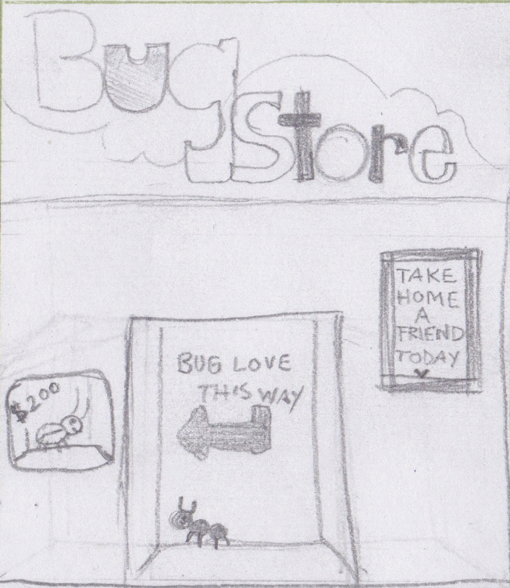 Bug
Store
TAKE
HOME
A
FRIEND
TODAY
BUG LOVE
THIS WAY
$200